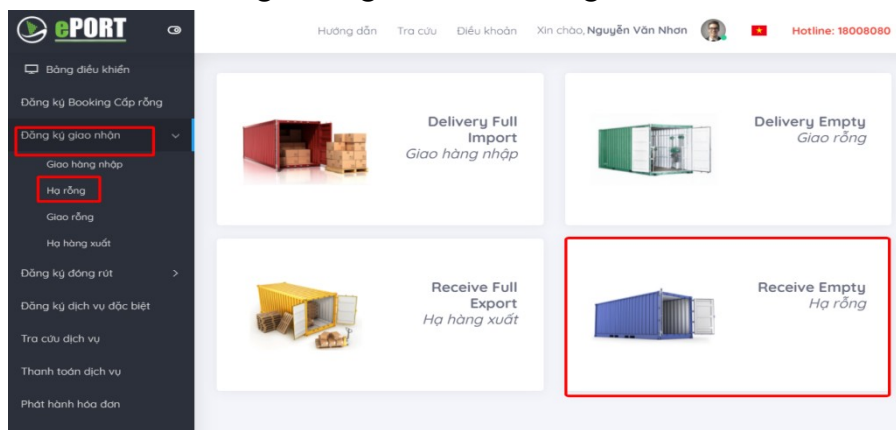 ePORT
Hướng dẫn Tra cứu Điều khoản Xin chào, Nguyễn Văn Nhơn Hotline: 18008080
Bảng điều khiển
Đăng ký Booking Cấp rỗng
Đăng ký giao nhận
Giao hàng nhập
Hạ rỗng
Giao rỗng
Hạ hàng xuất
Đăng ký đóng rút
Đăng ký dịch vụ đặc biệt
Tra cứu dịch vụ
Thanh toán dịch vụ
Phát hành hóa đơn
Delivery Full
Import
Giao hàng nhập
Delivery Empty
Giao rỗng
Receive Full
Export
Hạ hàng xuất
Receive Empty
Hạ rỗng